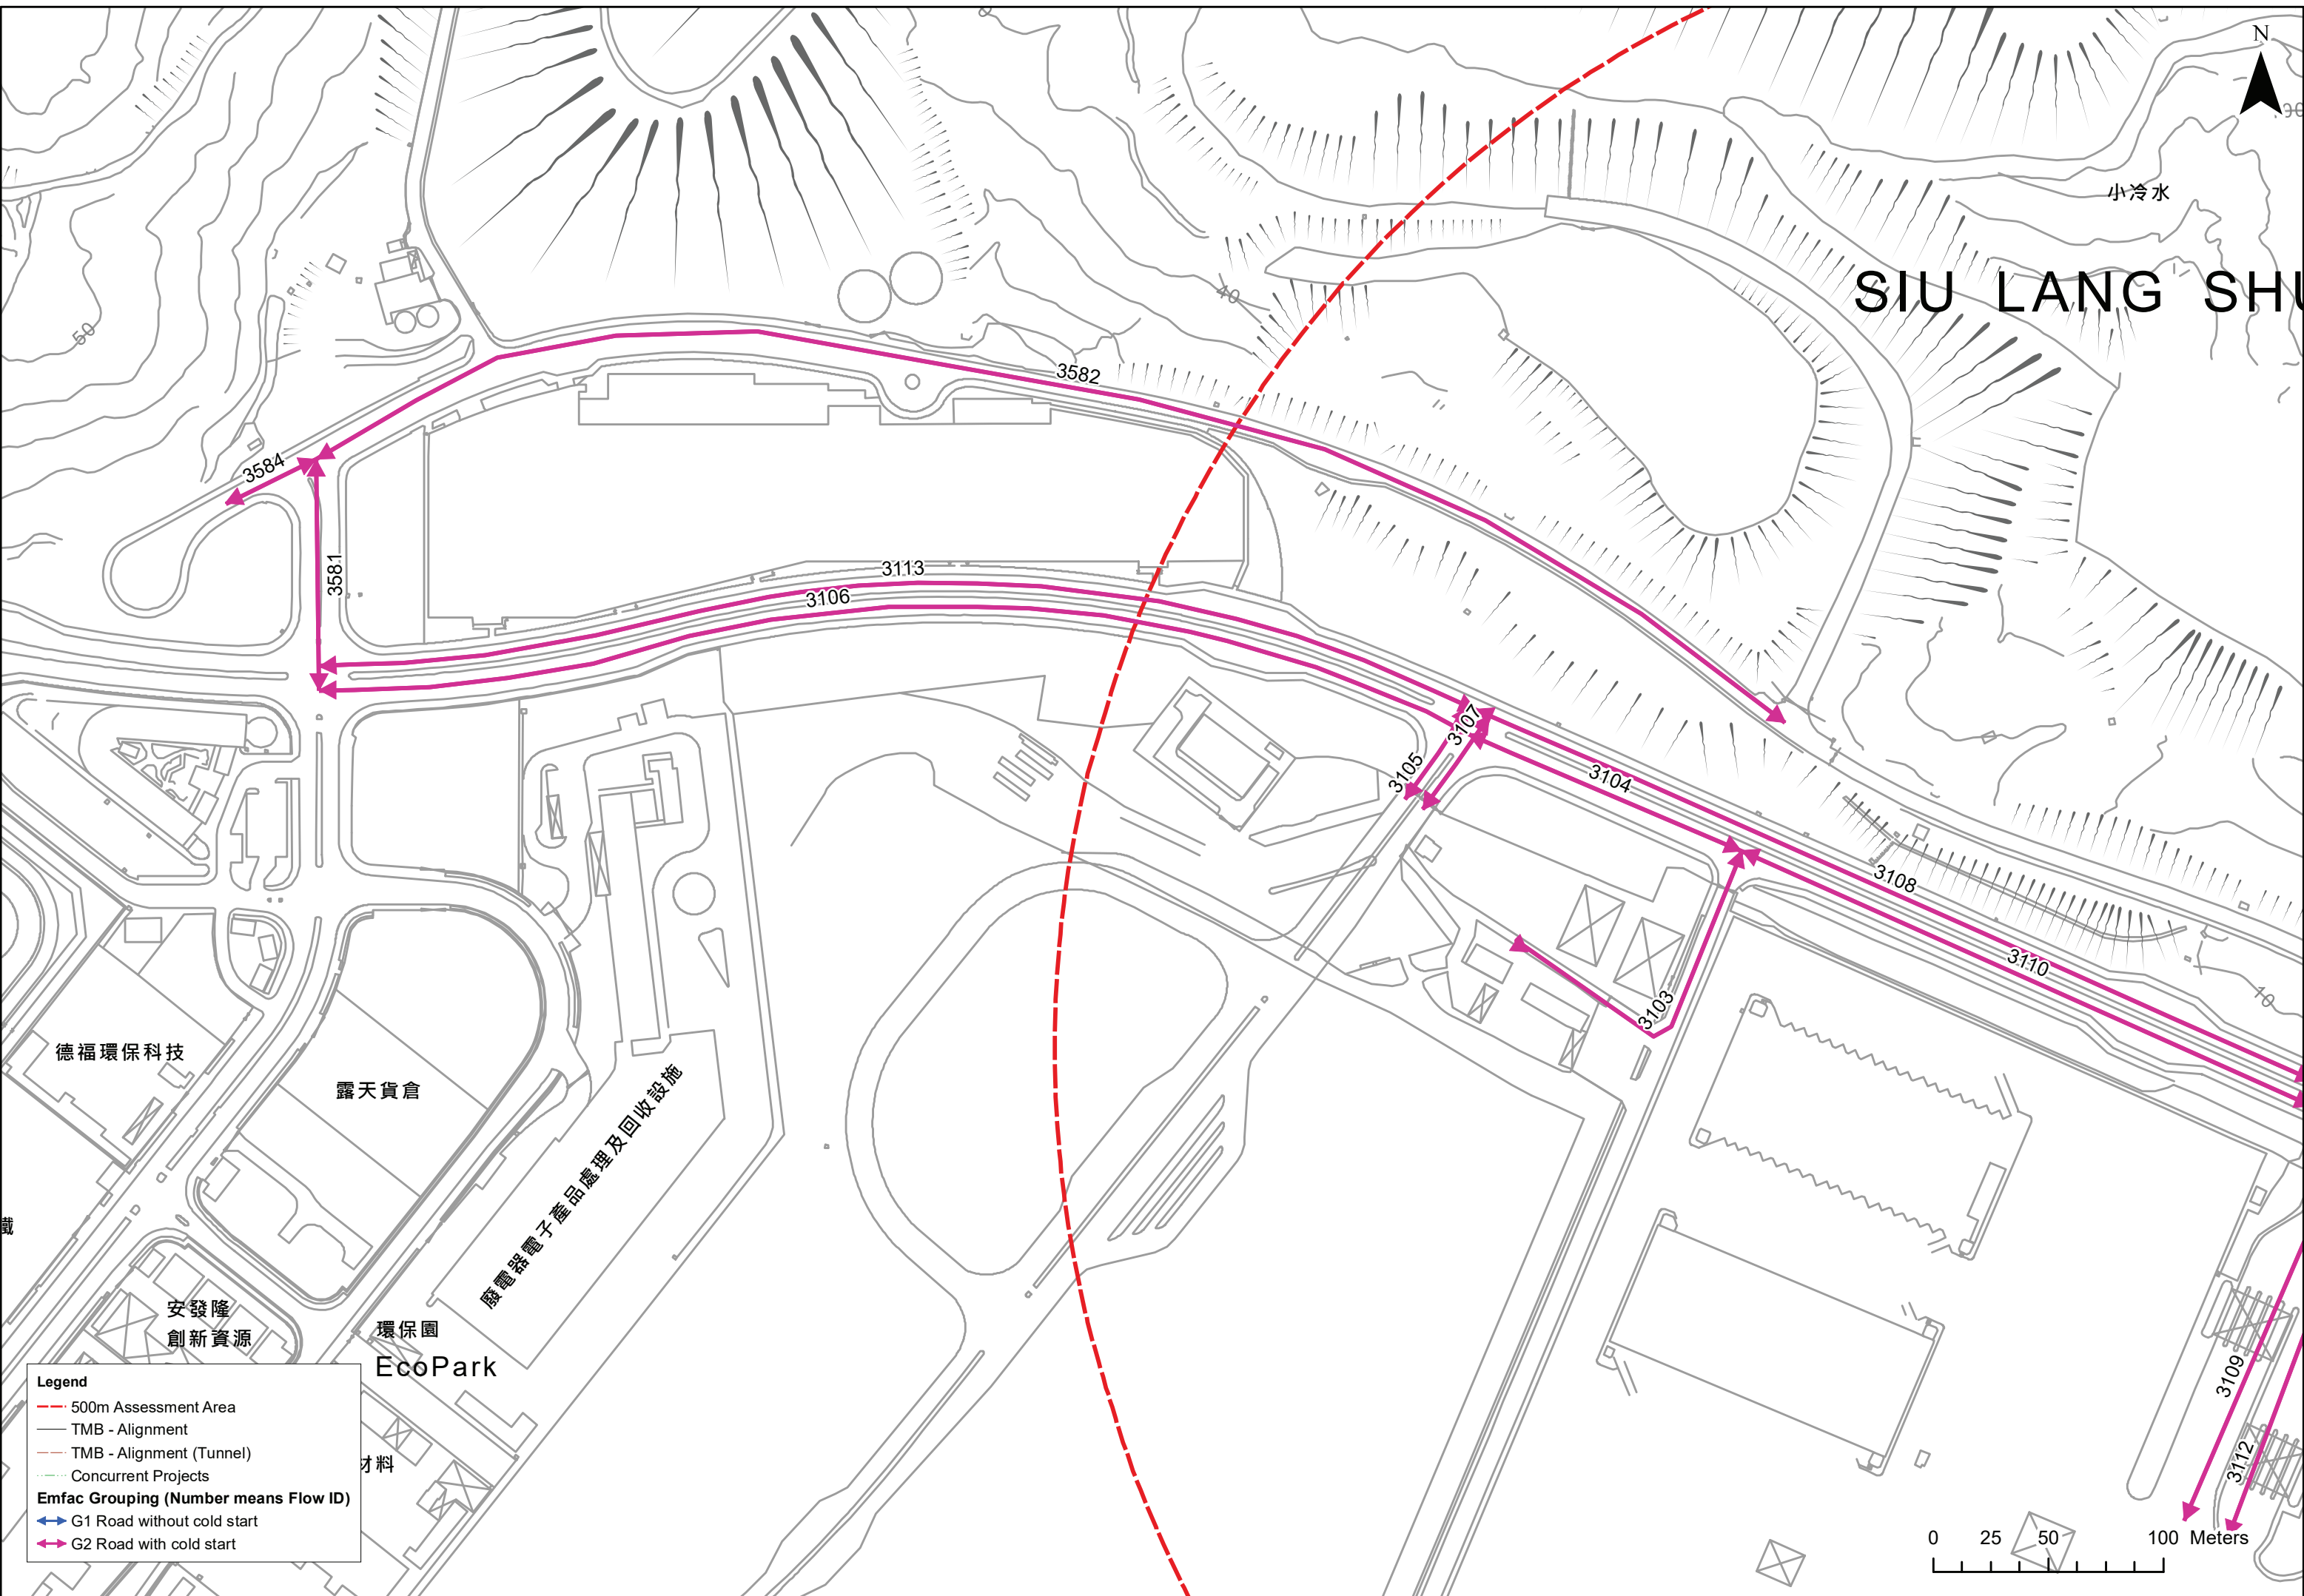 N
小冷水
SIU LANG SHU
40
50
3582
3584
3581
3113
3106
3107
3105
3104
3108
3110
10
3103
德福環保科技
露天貨倉
廢電器電子產品處理及回收設施
鐵
安發隆
創新資源
環保園
EcoPark
材料
3109
3112
Legend
500m Assessment Area
TMB - Alignment
TMB - Alignment (Tunnel)
Concurrent Projects
Emfac Grouping (Number means Flow ID)
G1 Road without cold start
G2 Road with cold start
0 25 50 100 Meters